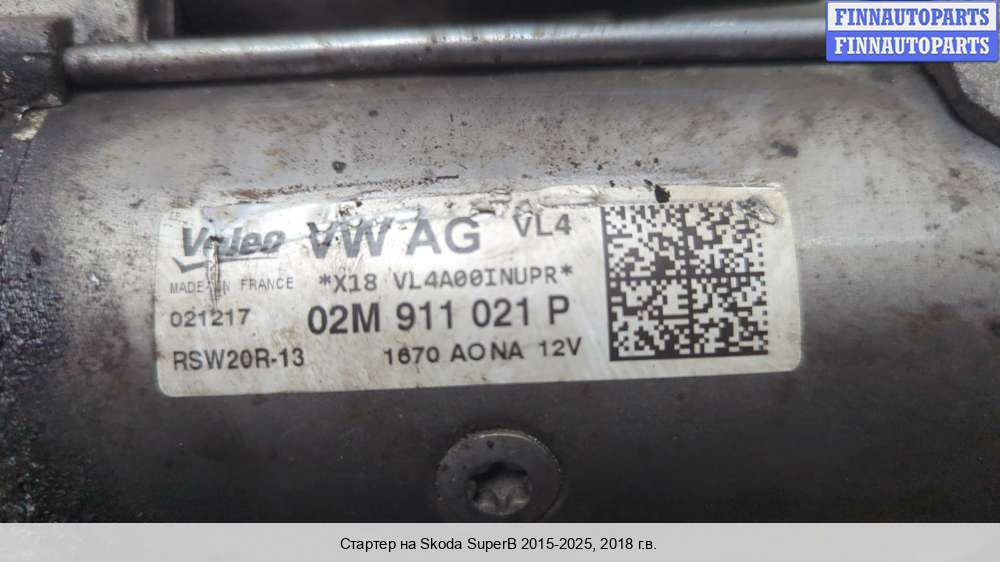 FINNAUTOPARTS
FINNAUTOPARTS
Valeo VW AG VL4
MADE IN FRANCE *X18 VL4A00INUPR*
021217 02M 911 021 P
RSW20R-13 1670 AONA 12V
Стартер на Skoda SuperB 2015-2025, 2018 г.в.